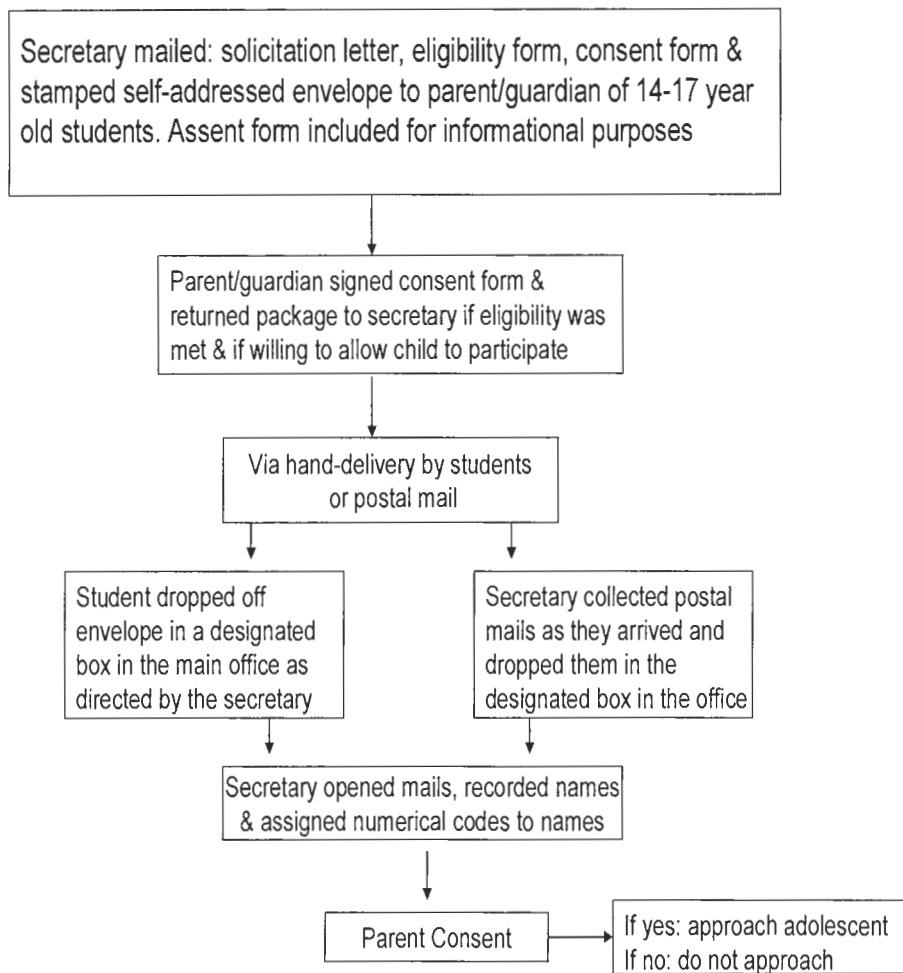 Secretary mailed: solicitation letter, eligibility form, consent form &
stamped self-addressed envelope to parent/guardian of 14-17 year
old students. Assent form included for informational purposes
Parent/guardian signed consent form &
returned package to secretary if eligibility was
met & if willing to allow child to participate
Via hand-delivery by students
or postal mail
Student dropped off
envelope in a designated
box in the main office as
directed by the secretary
Secretary collected postal
mails as they arrived and
dropped them in the
designated box in the office
Secretary opened mails, recorded names
& assigned numerical codes to names
Parent Consent
If yes: approach adolescent
If no: do not approach